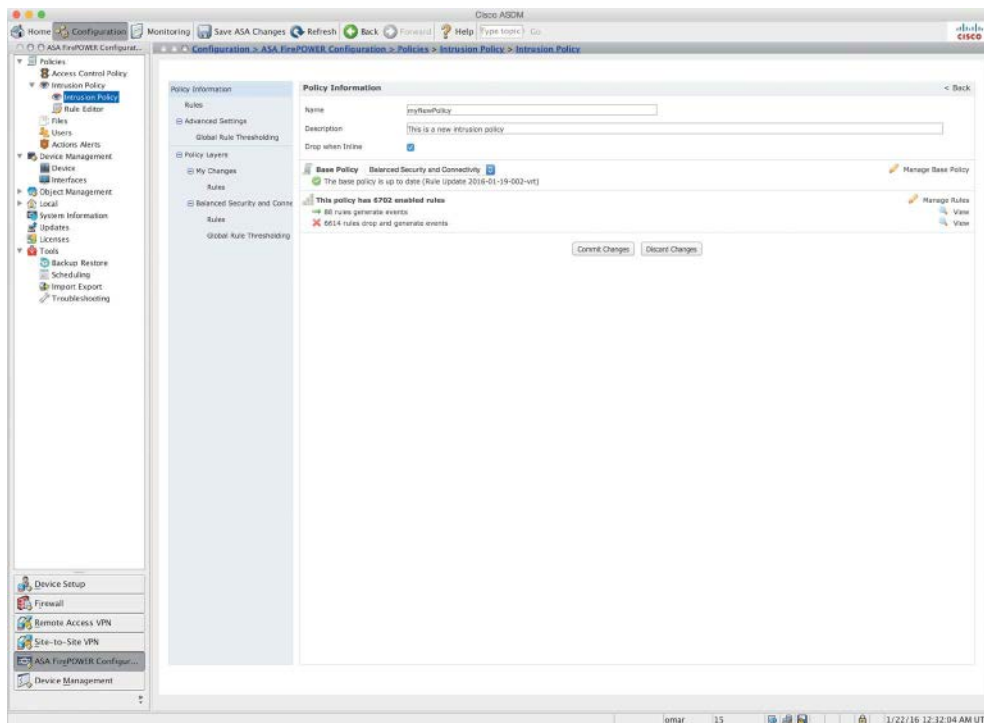 Cisco ASDM
Home Configuration Monitoring Save ASA Changes Refresh Back Forward Help Type topic Go
CISCO
ASA FirePOWER Configurat...
Configuration > ASA FirePOWER Configuration > Policies > Intrusion Policy > Intrusion Policy
Policies
Access Control Policy
Intrusion Policy
Intrusion Policy
Rule Editor
Files
Users
Actions Alerts
Device Management
Device
Interfaces
Object Management
Local
System Information
Updates
Licenses
Tools
Backup Restore
Scheduling
Import Export
Troubleshooting
Device Setup
Firewall
Remote Access VPN
Site-to-Site VPN
ASA FirePOWER Configur...
Device Management
Policy Information
Rules
Advanced Settings
Global Rule Thresholding
Policy Layers
My Changes
Rules
Balanced Security and Conne
Rules
Global Rule Thresholding
Policy Information < Back
Name myNewPolicy
Description This is a new intrusion policy
Drop when Inline
Base Policy Balanced Security and Connectivity Manage Base Policy
The base policy is up to date (Rule Update 2016-01-19-002-vrt)
This policy has 6702 enabled rules Manage Rules
88 rules generate events View
6614 rules drop and generate events View
Commit Changes Discard Changes
omar 15 1/22/16 12:32:04 AM UT